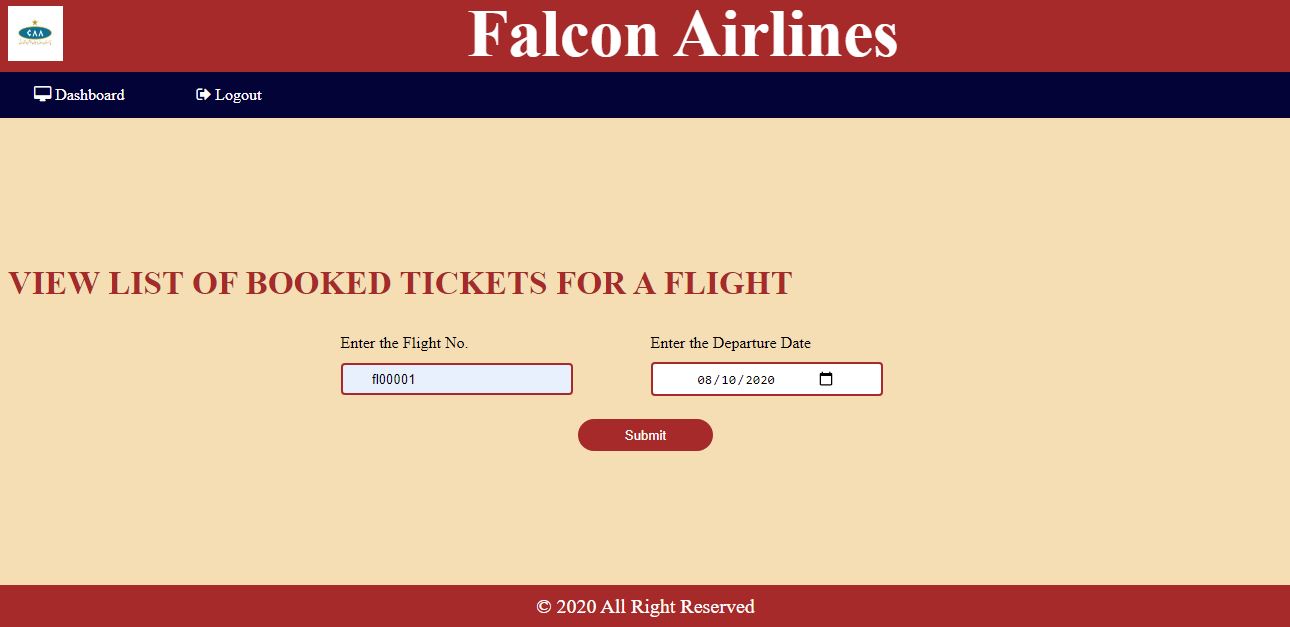 CAA
Falcon Airlines
Dashboard Logout
VIEW LIST OF BOOKED TICKETS FOR A FLIGHT
Enter the Flight No. Enter the Departure Date
fl00001 08/10/2020
Submit
© 2020 All Right Reserved